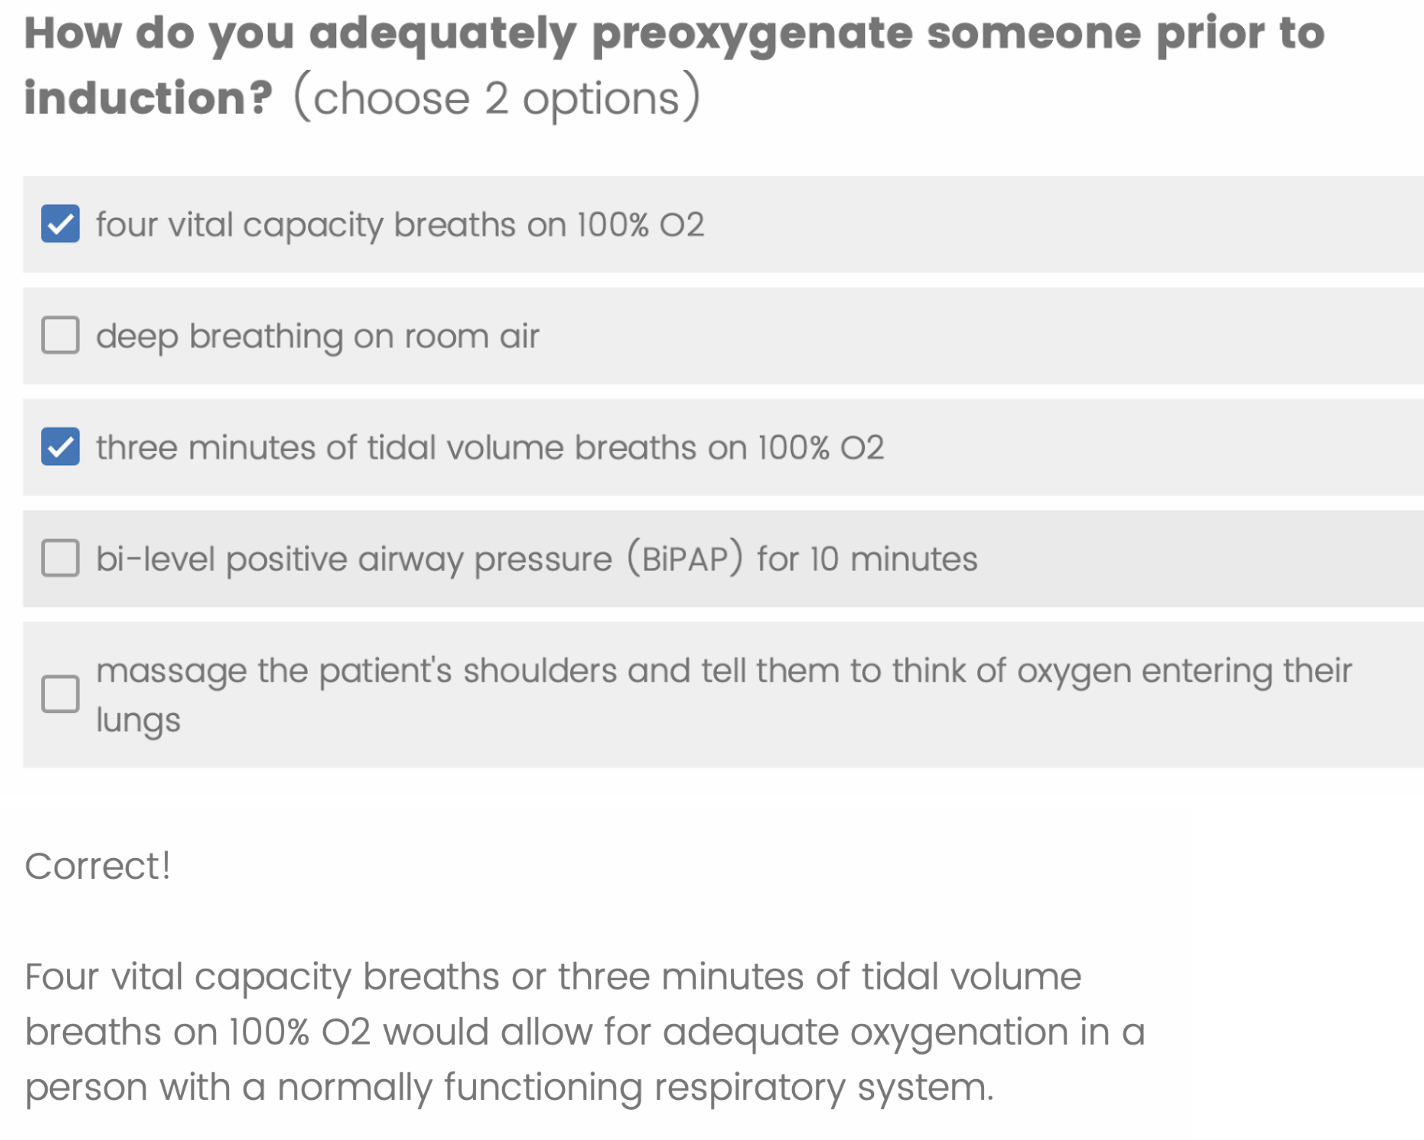 How do you adequately preoxygenate someone prior to
induction? (choose 2 options)
four vital capacity breaths on 100% O2
deep breathing on room air
three minutes of tidal volume breaths on 100% O2
bi-level positive airway pressure (BiPAP) for 10 minutes
massage the patient's shoulders and tell them to think of oxygen entering their
lungs
Correct!
Four vital capacity breaths or three minutes of tidal volume
breaths on 100% O2 would allow for adequate oxygenation in a
person with a normally functioning respiratory system.